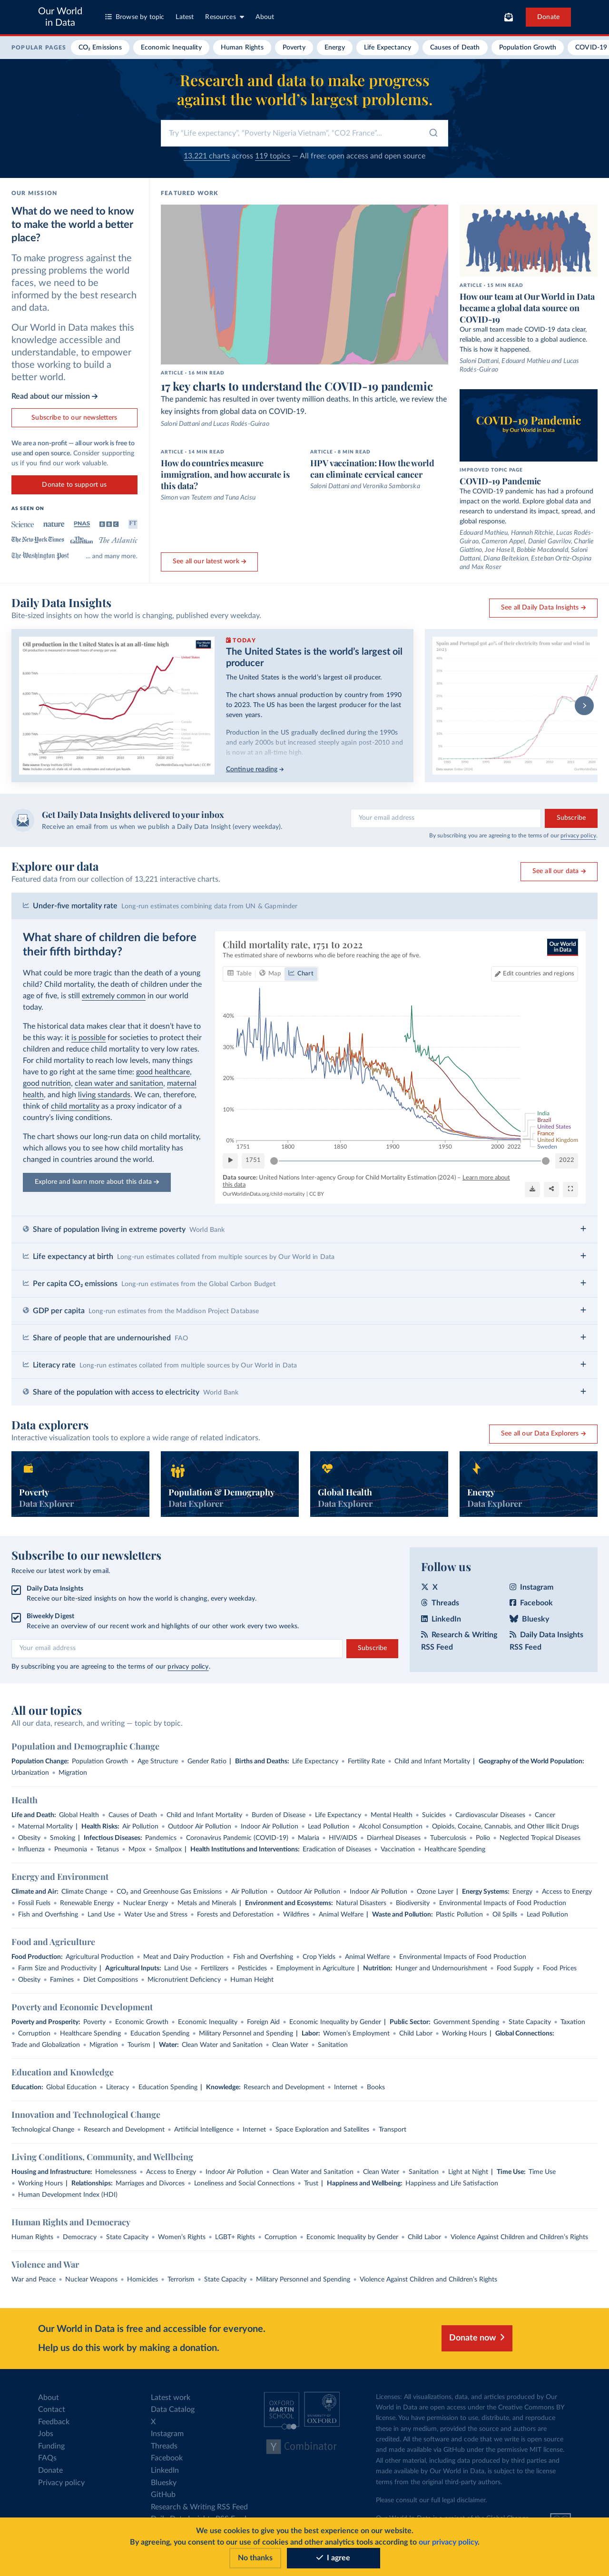 Our World
in Data
Browse by topic
Latest
Resources
About
Donate
POPULAR PAGES
CO₂ Emissions
Economic Inequality
Human Rights
Poverty
Energy
Life Expectancy
Causes of Death
Population Growth
COVID-19
Research and data to make progress
against the world's largest problems.
Try "Life expectancy", "Poverty Nigeria Vietnam", "CO2 France"...
13,221 charts across 119 topics — All free: open access and open source
OUR MISSION
What do we need to know
to make the world a better
place?
To make progress against the
pressing problems the world
faces, we need to be
informed by the best research
and data.
Our World in Data makes this
knowledge accessible and
understandable, to empower
those working to build a
better world.
Read about our mission →
Subscribe to our newsletters
We are a non-profit — all our work is free to
use and open source. Consider supporting
us if you find our work valuable.
Donate to support us
AS SEEN ON
Science
nature
PNAS
BBC
FT
The New York Times
The Guardian
The Atlantic
The Washington Post
... and many more.
FEATURED WORK
ARTICLE • 16 MIN READ
17 key charts to understand the COVID-19 pandemic
The pandemic has resulted in over twenty million deaths. In this article, we review the
key insights from global data on COVID-19.
Saloni Dattani and Lucas Rodés-Guirao
ARTICLE • 14 MIN READ
How do countries measure
immigration, and how accurate is
this data?
Simon van Teutem and Tuna Acisu
ARTICLE • 8 MIN READ
HPV vaccination: How the world
can eliminate cervical cancer
Saloni Dattani and Veronika Samborska
See all our latest work →
ARTICLE • 13 MIN READ
How our team at Our World in Data
became a global data source on
COVID-19
Our small team made COVID-19 data clear,
reliable, and accessible to a global audience.
This is how it happened.
Saloni Dattani, Edouard Mathieu and Lucas
Rodés-Guirao
COVID-19 Pandemic
by Our World in Data
IMPROVED TOPIC PAGE
COVID-19 Pandemic
The COVID-19 pandemic has had a profound
impact on the world. Explore our research to
understand its impact, spread, and
global response.
Edouard Mathieu, Hannah Ritchie, Lucas Rodés-
Guirao, Cameron Appel, Daniel Gavrilov, Charlie
Giattino, Joe Hasell, Bobbie Macdonald, Saloni
Dattani, Diana Beltekian, Esteban Ortiz-Ospina
and Max Roser
Daily Data Insights
Bite-sized insights on how the world is changing, published every weekday.
See all Daily Data Insights →
Oil production in the United States is at an all-time high
TODAY
The United States is the world's largest oil
producer
The United States is the world's largest oil producer.
The chart shows annual production by country from 1990
to 2023. The US has been the largest producer for the last
seven years.
Production in the US gradually declined during the 1990s
and early 2000s but increased steeply again post-2010 and
is now at an all-time high.
Continue reading →
Spain and Portugal got 40% of their electricity from solar and wind in
2023
Get Daily Data Insights delivered to your inbox
Receive an email from us when we publish a Daily Data Insight (every weekday).
Your email address
Subscribe
By subscribing you are agreeing to the terms of our privacy policy.
Explore our data
Featured data from our collection of 13,221 interactive charts.
See all our data →
Under-five mortality rate Long-run estimates combining data from UN & Gapminder
What share of children die before
their fifth birthday?
What could be more tragic than the death of a young
child? Child mortality, the death of children under the
age of five, is still extremely common in our world
today.
The historical data makes clear that it doesn't have to
be this way: it is possible for societies to protect their
children and reduce child mortality to very low rates.
For child mortality to reach low levels, many things
have to go right at the same time: good healthcare,
good nutrition, clean water and sanitation, maternal
health, and high living standards. We can, therefore,
think of child mortality as a proxy indicator of a
country's living conditions.
The chart shows our long-run data on child mortality,
which allows you to see how child mortality has
changed in countries around the world.
Explore and learn more about this data →
Child mortality rate, 1751 to 2022
The estimated share of newborns who die before reaching the age of five.
Our World
in Data
Table
Map
Chart
Edit countries and regions
40%
30%
20%
10%
0%
1751
1800
1850
1900
1950
2000
2022
India
Brazil
United States
France
United Kingdom
Sweden
1751
2022
Data source: United Nations Inter-agency Group for Child Mortality Estimation (2024) – Learn more about
this data
OurWorldinData.org/child-mortality | CC BY
Share of population living in extreme poverty World Bank
Life expectancy at birth Long-run estimates collated from multiple sources by Our World in Data
Per capita CO₂ emissions Long-run estimates from the Global Carbon Budget
GDP per capita Long-run estimates from the Maddison Project Database
Share of people that are undernourished FAO
Literacy rate Long-run estimates collated from multiple sources by Our World in Data
Share of the population with access to electricity World Bank
Data explorers
Interactive visualization tools to explore a wide range of related indicators.
See all our Data Explorers →
Poverty
Data Explorer
Population & Demography
Data Explorer
Global Health
Data Explorer
Energy
Data Explorer
Subscribe to our newsletters
Receive our latest work by email.
Daily Data Insights
Receive our bite-sized insights on how the world is changing, every weekday.
Biweekly Digest
Receive an overview of our recent work and highlights of our other work every two weeks.
Your email address
Subscribe
By subscribing you are agreeing to the terms of our privacy policy.
Follow us
X
Instagram
Threads
Facebook
LinkedIn
Bluesky
Research & Writing
RSS Feed
Daily Data Insights
RSS Feed
All our topics
All our data, research, and writing — topic by topic.
Population and Demographic Change
Population Change: Population Growth • Age Structure • Gender Ratio | Births and Deaths: Life Expectancy • Fertility Rate • Child and Infant Mortality | Geography of the World Population:
Urbanization • Migration
Health
Life and Death: Global Health • Causes of Death • Child and Infant Mortality • Burden of Disease • Life Expectancy • Mental Health • Suicides • Cardiovascular Diseases • Cancer
• Maternal Mortality | Health Risks: Air Pollution • Outdoor Air Pollution • Indoor Air Pollution • Lead Pollution • Alcohol Consumption • Opioids, Cocaine, Cannabis, and Other Illicit Drugs
• Obesity • Smoking | Infectious Diseases: Pandemics • Coronavirus Pandemic (COVID-19) • Malaria • HIV/AIDS • Diarrheal Diseases • Tuberculosis • Polio • Neglected Tropical Diseases
• Influenza • Pneumonia • Tetanus • Mpox • Smallpox | Health Institutions and Interventions: Eradication of Diseases • Vaccination • Healthcare Spending
Energy and Environment
Climate and Air: Climate Change • CO₂ and Greenhouse Gas Emissions • Air Pollution • Outdoor Air Pollution • Indoor Air Pollution • Ozone Layer | Energy Systems: Energy • Access to Energy
• Fossil Fuels • Renewable Energy • Nuclear Energy • Metals and Minerals | Environment and Ecosystems: Natural Disasters • Biodiversity • Environmental Impacts of Food Production
• Fish and Overfishing • Land Use • Water Use and Stress • Forests and Deforestation • Wildfires • Animal Welfare | Waste and Pollution: Plastic Pollution • Oil Spills • Lead Pollution
Food and Agriculture
Food Production: Agricultural Production • Meat and Dairy Production • Fish and Overfishing • Crop Yields • Animal Welfare • Environmental Impacts of Food Production
• Farm Size and Productivity | Agricultural Inputs: Land Use • Fertilizers • Pesticides • Employment in Agriculture | Nutrition: Hunger and Undernourishment • Food Supply • Food Prices
• Obesity • Famines • Diet Compositions • Micronutrient Deficiency • Human Height
Poverty and Economic Development
Poverty and Prosperity: Poverty • Economic Growth • Economic Inequality • Foreign Aid • Economic Inequality by Gender | Public Sector: Government Spending • State Capacity • Taxation
• Corruption • Healthcare Spending • Education Spending • Military Personnel and Spending | Labor: Women's Employment • Child Labor • Working Hours | Global Connections:
Trade and Globalization • Migration • Tourism | Water: Clean Water and Sanitation • Clean Water • Sanitation
Education and Knowledge
Education: Global Education • Literacy • Education Spending | Knowledge: Research and Development • Internet • Books
Innovation and Technological Change
Technological Change • Research and Development • Artificial Intelligence • Internet • Space Exploration and Satellites • Transport
Living Conditions, Community, and Wellbeing
Housing and Infrastructure: Homelessness • Access to Energy • Indoor Air Pollution • Clean Water and Sanitation • Clean Water • Sanitation • Light at Night | Time Use: Time Use
• Working Hours | Relationships: Marriages and Divorces • Loneliness and Social Connections • Trust | Happiness and Wellbeing: Happiness and Life Satisfaction
• Human Development Index (HDI)
Human Rights and Democracy
Human Rights • Democracy • State Capacity • Women's Rights • LGBT+ Rights • Corruption • Economic Inequality by Gender • Child Labor • Violence Against Children and Children's Rights
Violence and War
War and Peace • Nuclear Weapons • Homicides • Terrorism • State Capacity • Military Personnel and Spending • Violence Against Children and Children's Rights
Our World in Data is free and accessible for everyone.
Help us do this work by making a donation.
Donate now
About
Contact
Feedback
Jobs
Funding
FAQs
Donate
Privacy policy
Latest work
Data Catalog
X
Instagram
Threads
Facebook
LinkedIn
Bluesky
GitHub
Research & Writing RSS Feed
OXFORD
MARTIN
SCHOOL
UNIVERSITY OF
OXFORD
Y Combinator
Licenses: All visualizations, data, and articles produced by Our
World in Data are open access under the Creative Commons BY
license. You have permission to use, distribute, and reproduce
these in any medium, provided the source and authors are
credited. All the software and code that we write is open source
and made available via GitHub under the permissive MIT license.
All other material, including data produced by third parties and
made available by Our World in Data, is subject to the license
terms from the original third-party authors.
Please consult our full legal disclaimer.
We use cookies to give you the best experience on our website.
By agreeing, you consent to our use of cookies and other analytics tools according to our privacy policy.
No thanks
I agree